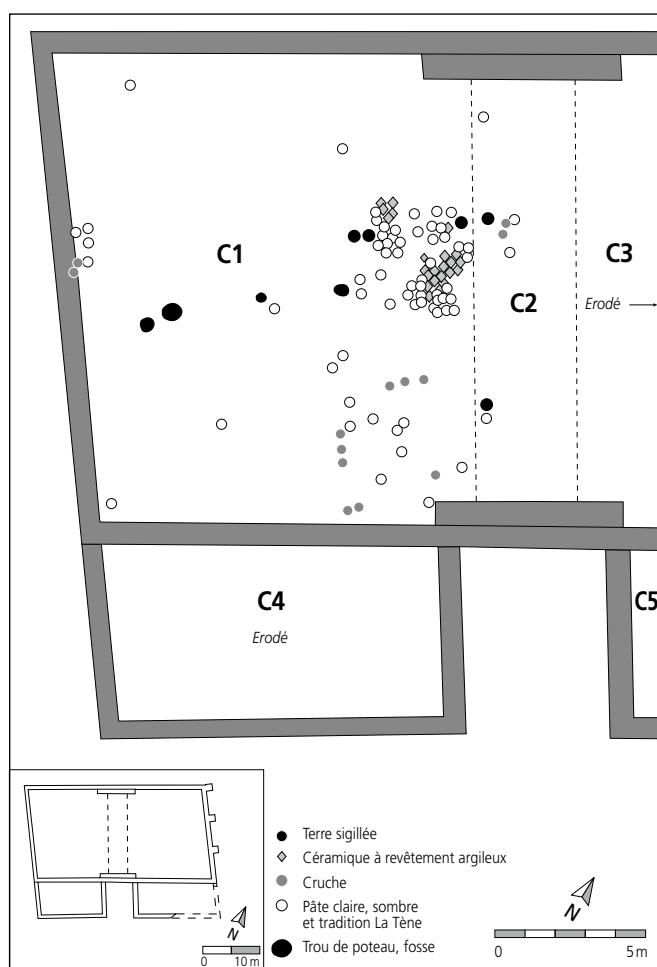 C1
C2
C3
Erodé
C4
Erodé
C5
Terre sigillée
Céramique à revêtement argileux
Cruche
Pâte claire, sombre
et tradition La Tène
Trou de poteau, fosse
N
0 10 m
N
0 5 m